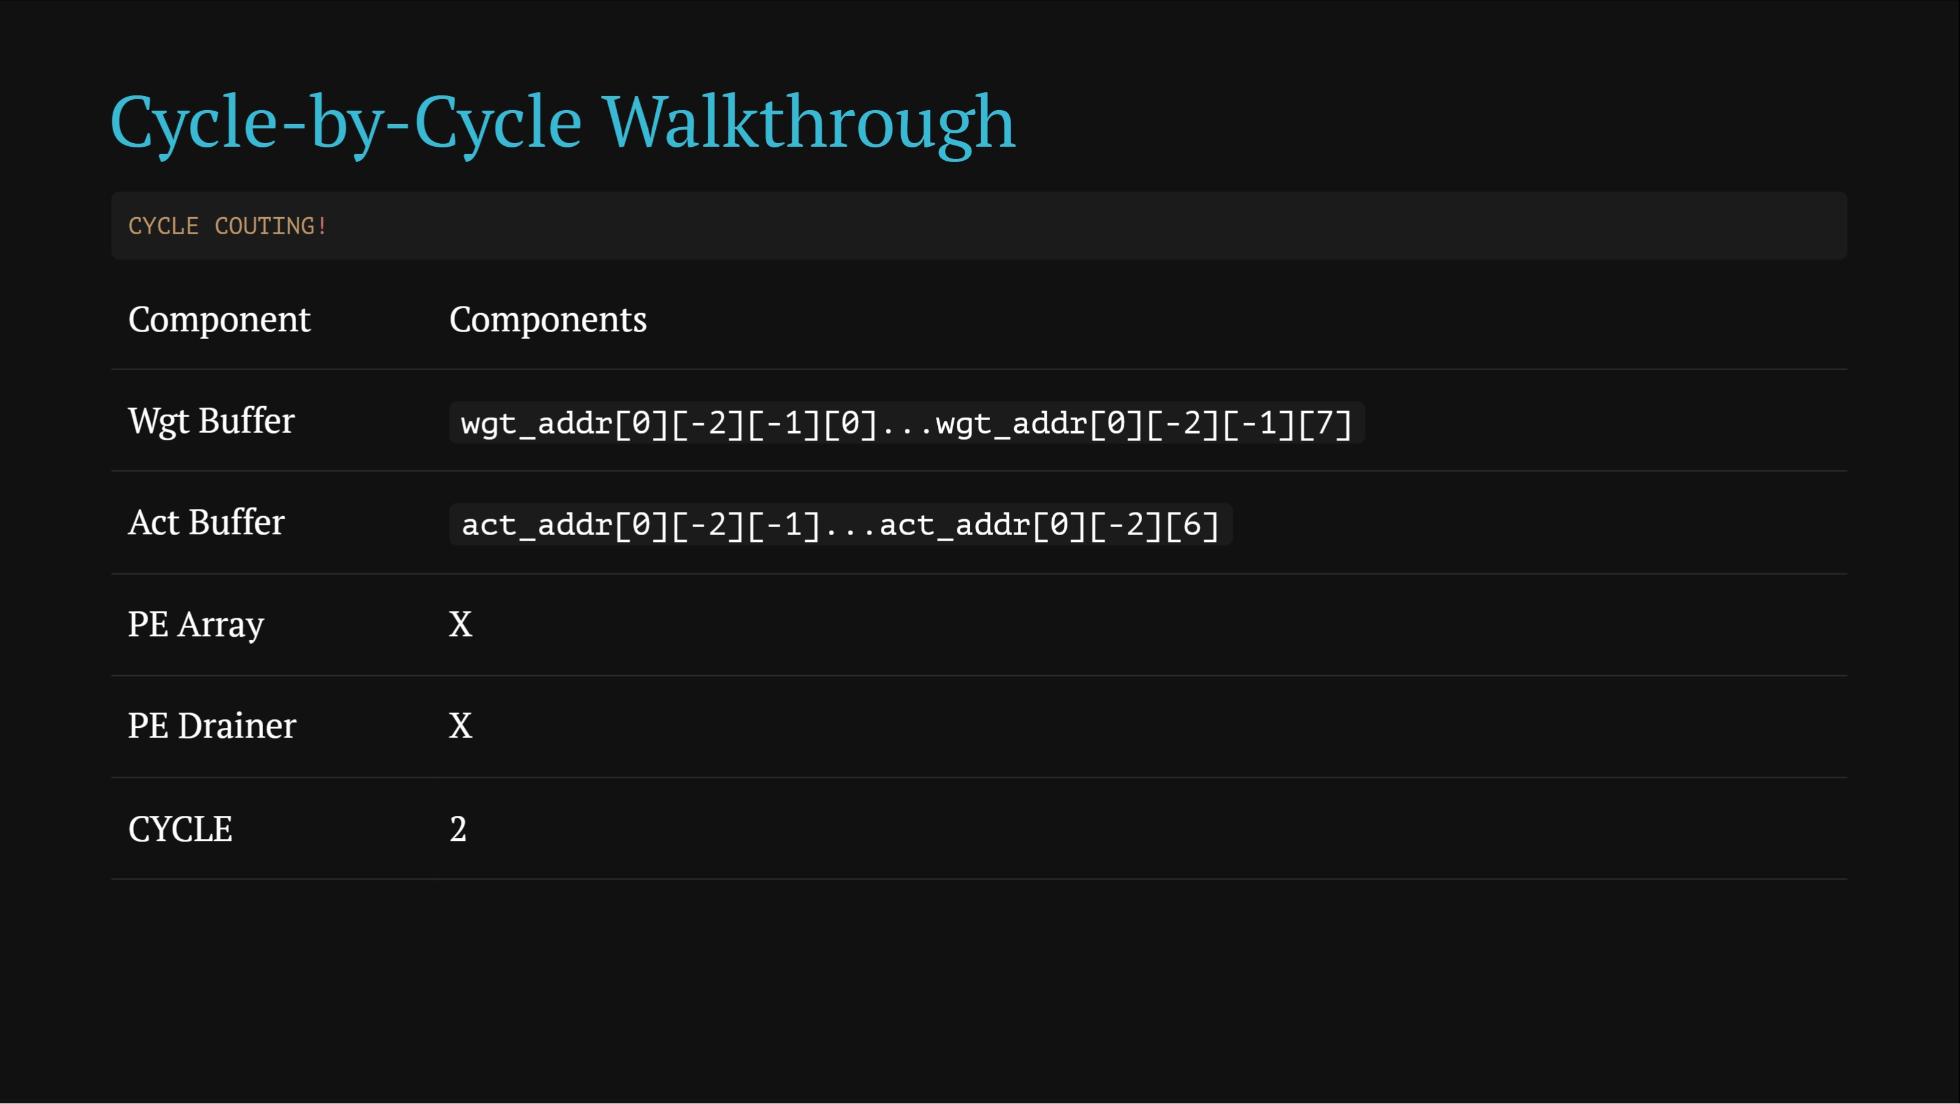 Cycle-by-Cycle Walkthrough
CYCLE COUTING!
Component Components
Wgt Buffer wgt_addr[0][-2][-1][0]...wgt_addr[0][-2][-1][7]
Act Buffer act_addr[0][-2][-1]...act_addr[0][-2][6]
PE Array X
PE Drainer X
CYCLE 2